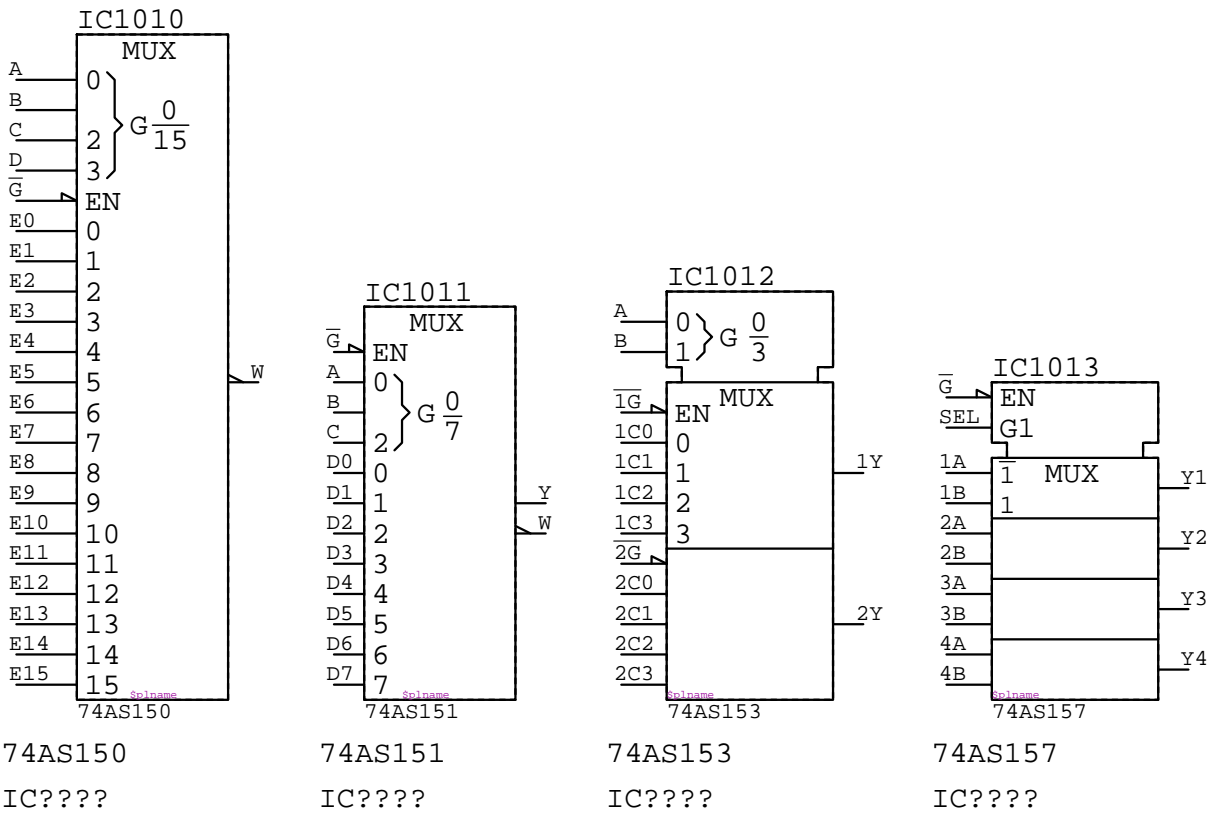 IC1010
MUX
A
0
B
C
2
D
3
G 0/15
G̅
EN
E0
0
E1
1
E2
2
E3
3
E4
4
E5
5
E6
6
E7
7
E8
8
E9
9
E10
10
E11
11
E12
12
E13
13
E14
14
E15
15
W
$plname
74AS150
74AS150
IC????
IC1011
MUX
G̅
EN
A
0
B
C
2
G 0/7
D0
0
D1
1
D2
2
D3
3
D4
4
D5
5
D6
6
D7
7
Y
W
$plname
74AS151
74AS151
IC????
IC1012
A
0
B
1
G 0/3
MUX
1̅G̅
EN
1C0
0
1C1
1
1C2
2
1C3
3
1Y
2̅G̅
2C0
2C1
2C2
2C3
2Y
$plname
74AS153
74AS153
IC????
IC1013
G̅
EN
SEL
G1
MUX
1A
1̅
1B
1
Y1
2A
2B
Y2
3A
3B
Y3
4A
4B
Y4
$plname
74AS157
74AS157
IC????